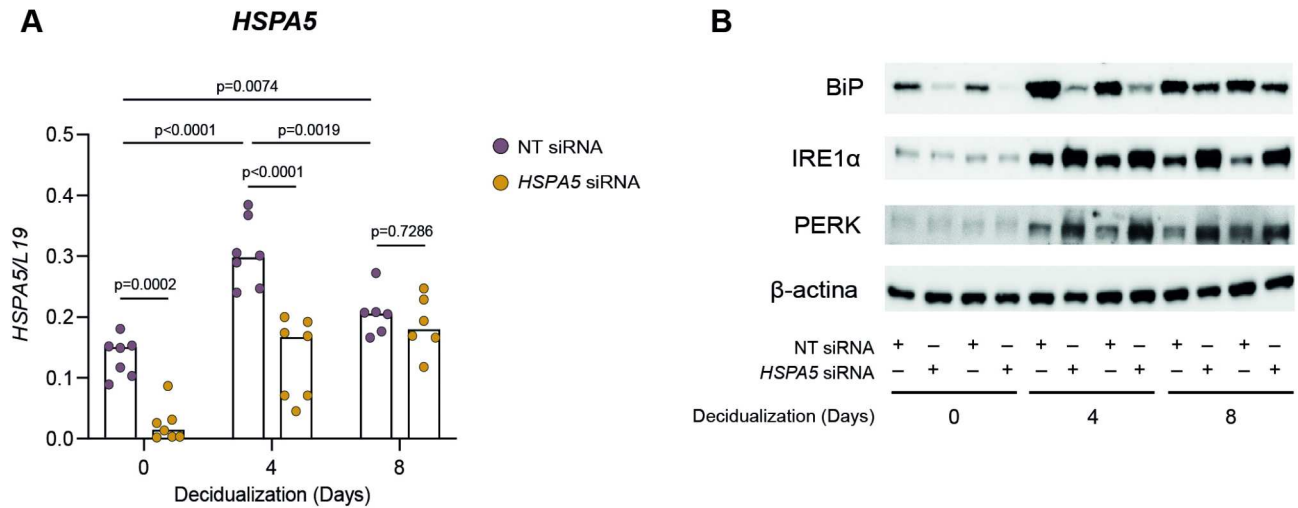 A
HSPA5
p=0.0074
p<0.0001
p=0.0019
p<0.0001
p=0.7286
p=0.0002
HSPA5/L19
0.5
0.4
0.3
0.2
0.1
0.0
0
4
8
Decidualization (Days)
NT siRNA
HSPA5 siRNA
B
BiP
IRE1α
PERK
β-actina
NT siRNA + – + – + – + – + – + –
HSPA5 siRNA – + – + – + – + – + – +
Decidualization (Days) 0 4 8